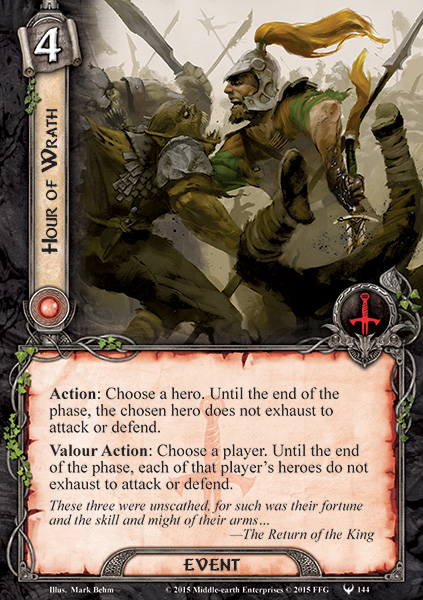 4
HOUR OF WRATH
Action: Choose a hero. Until the end of the
phase, the chosen hero does not exhaust to
attack or defend.
Valour Action: Choose a player. Until the end
of the phase, each of that player's heroes do not
exhaust to attack or defend.
These three were unscathed, for such was their fortune
and the skill and might of their arms…
—The Return of the King
EVENT
Illus. Mark Behm © 2015 Middle-earth Enterprises © 2015 FFG 144